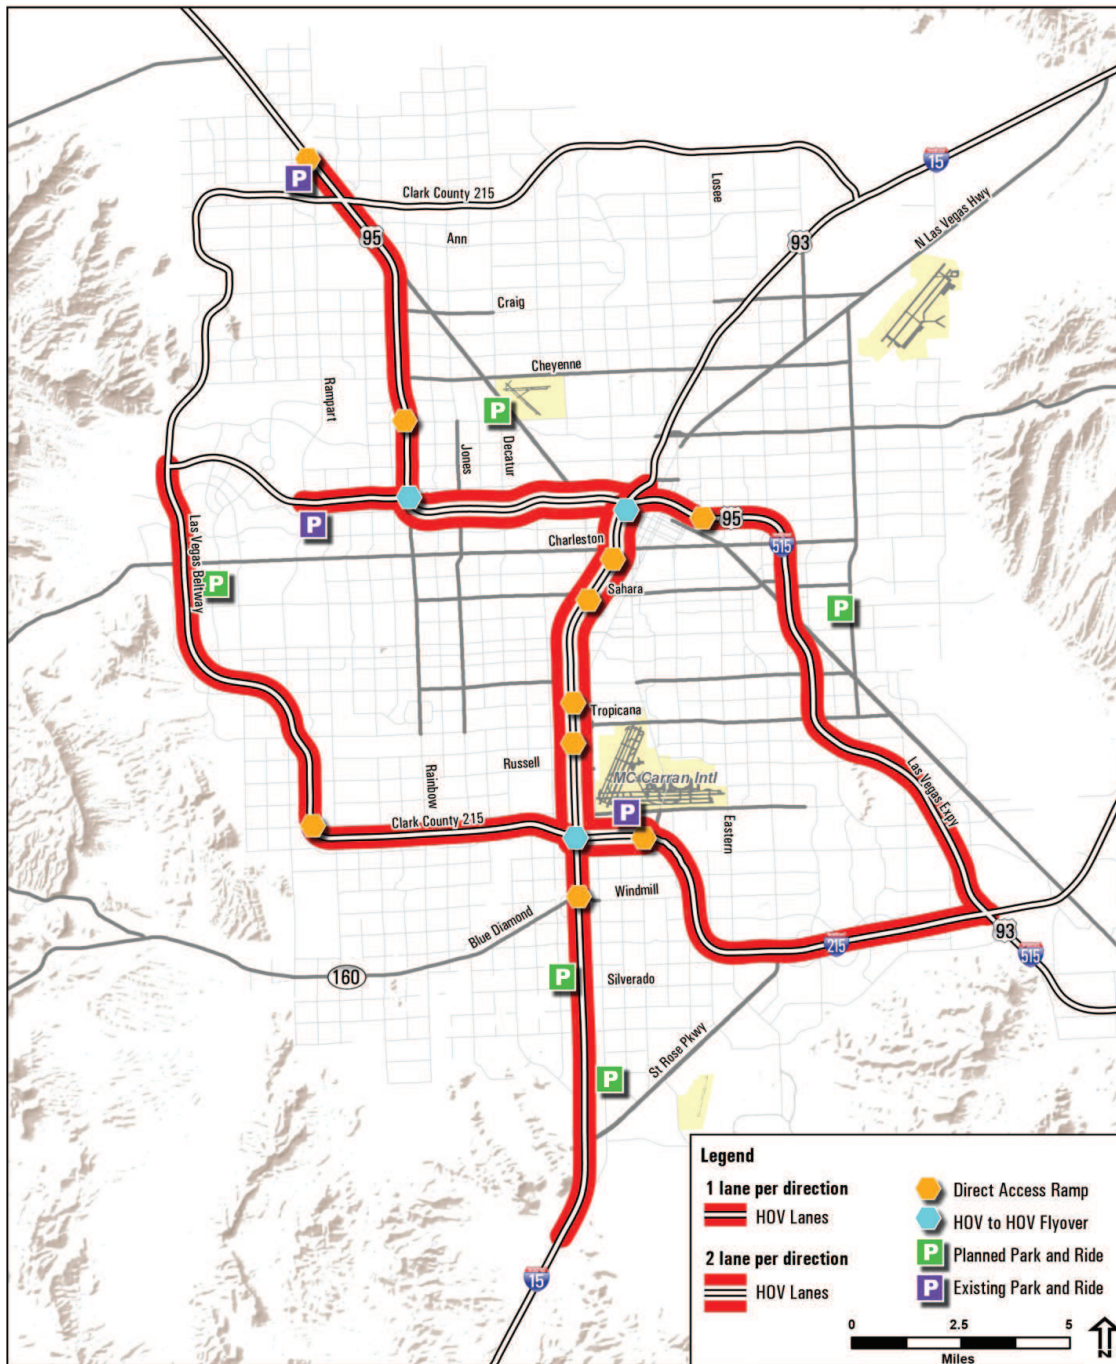 P
Clark County 215
95
Ann
Losee
INTERSTATE
15
N Las Vegas Hwy
93
Craig
Cheyenne
Rampart
P
Jones
Decatur
P
95
Charleston
515
Las Vegas Beltway
P
Sahara
P
Tropicana
Russell
MC Carran Intl
Rainbow
Clark County 215
P
Eastern
Las Vegas Expy
Windmill
Blue Diamond
93
215
515
160
P
Silverado
St Rose Pkwy
P
15
Legend
1 lane per direction
HOV Lanes
2 lane per direction
HOV Lanes
Direct Access Ramp
HOV to HOV Flyover
P Planned Park and Ride
P Existing Park and Ride
0 2.5 5
Miles
N